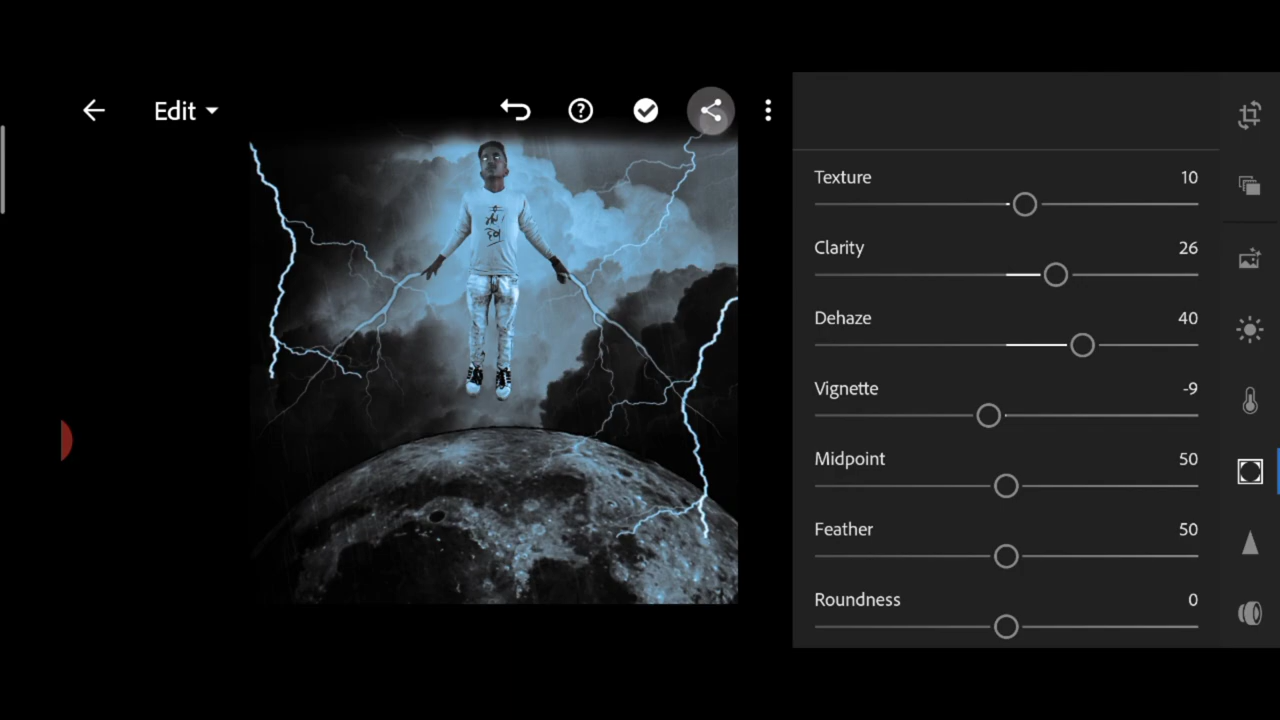 Edit
Texture 10
Clarity 26
Dehaze 40
Vignette -9
Midpoint 50
Feather 50
Roundness 0